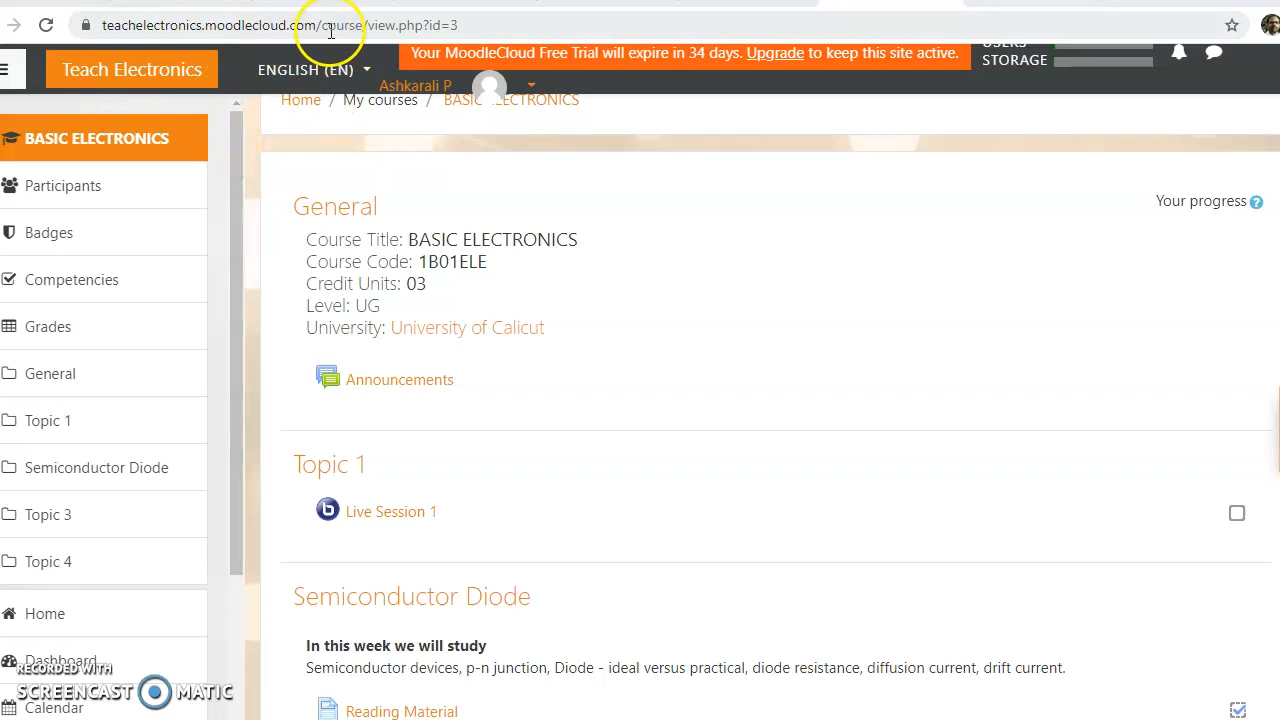 teachelectronics.moodlecloud.com/course/view.php?id=3
Teach Electronics
ENGLISH (EN)
Your MoodleCloud Free Trial will expire in 34 days. Upgrade to keep this site active.
USERS
STORAGE
Ashkarali P
Home / My courses / BASIC ELECTRONICS
BASIC ELECTRONICS
Participants
Badges
Competencies
Grades
General
Topic 1
Semiconductor Diode
Topic 3
Topic 4
Home
Dashboard
Calendar
General
Your progress ?
Course Title: BASIC ELECTRONICS
Course Code: 1B01ELE
Credit Units: 03
Level: UG
University: University of Calicut
Announcements
Topic 1
b Live Session 1
Semiconductor Diode
In this week we will study
Semiconductor devices, p-n junction, Diode - ideal versus practical, diode resistance, diffusion current, drift current.
Reading Material
RECORDED WITH
SCREENCAST MATIC